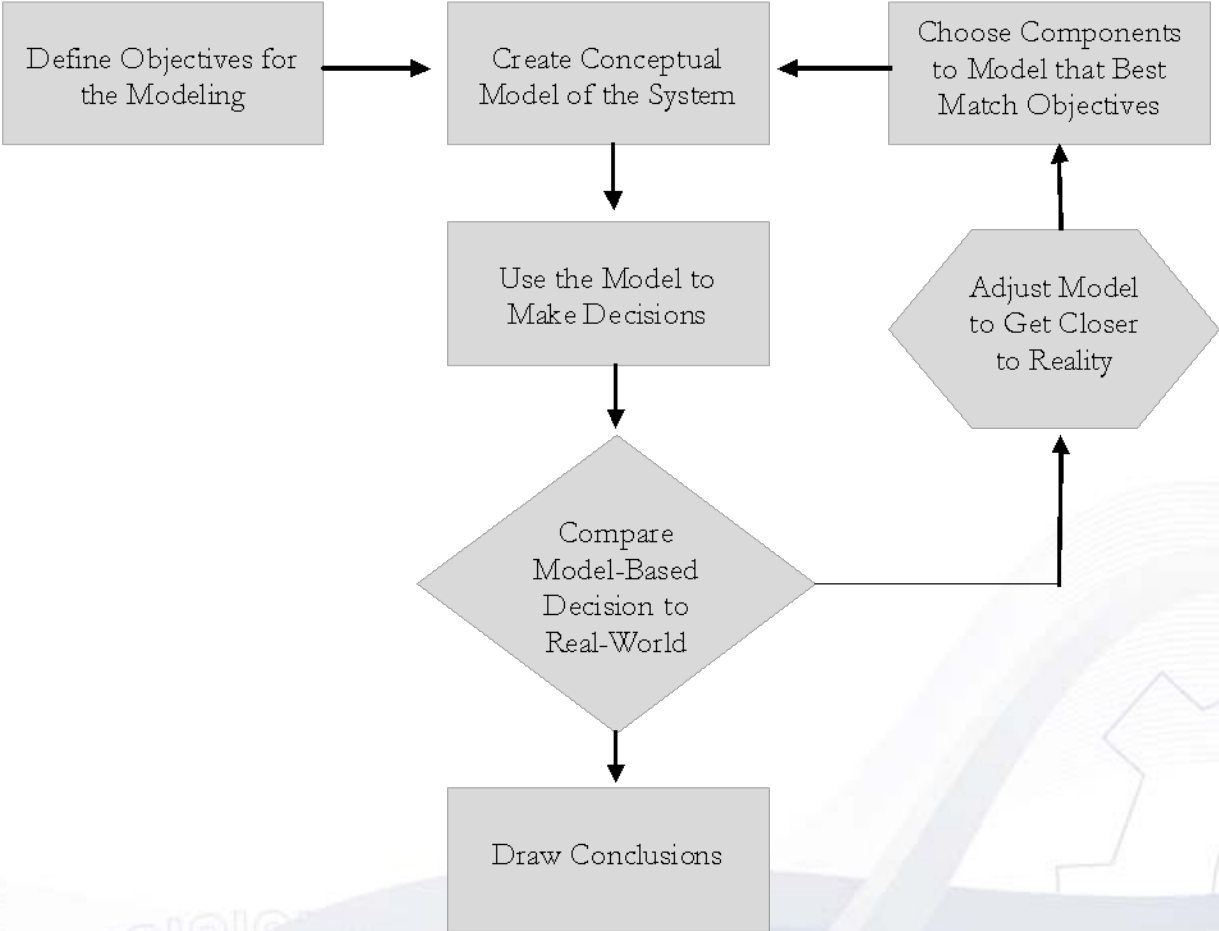 Define Objectives for
the Modeling
Create Conceptual
Model of the System
Choose Components
to Model that Best
Match Objectives
Use the Model to
Make Decisions
Adjust Model
to Get Closer
to Reality
Compare
Model-Based
Decision to
Real-World
Draw Conclusions